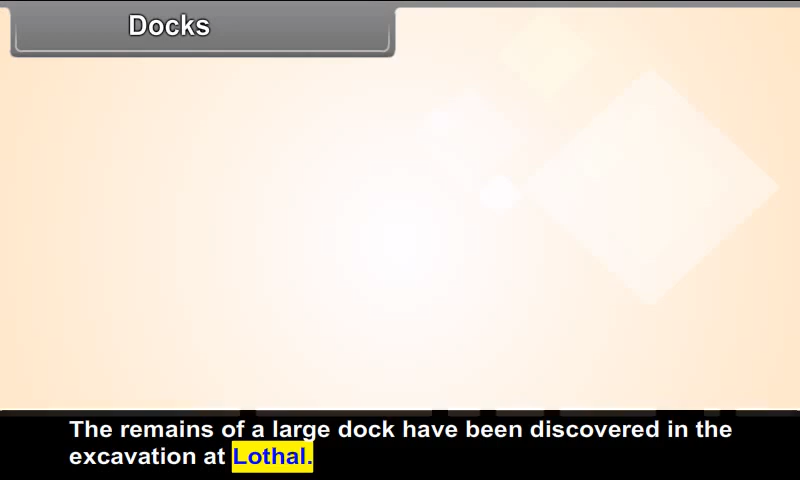 Docks
The remains of a large dock have been discovered in the
excavation at Lothal.